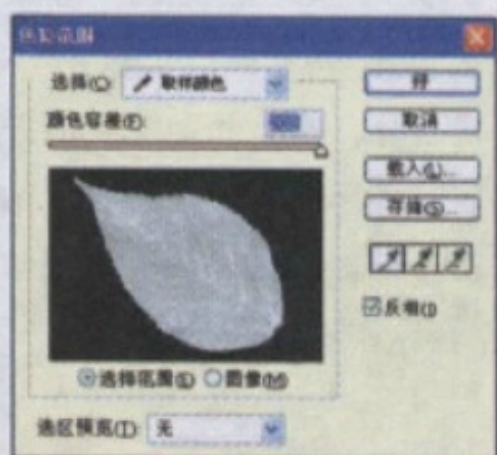 色彩范围
选择(C): 取样颜色
好
颜色容差(F):
取消
载入(L)...
存储(S)...
反相(I)
选择范围(E) 图像(M)
选区预览(T): 无